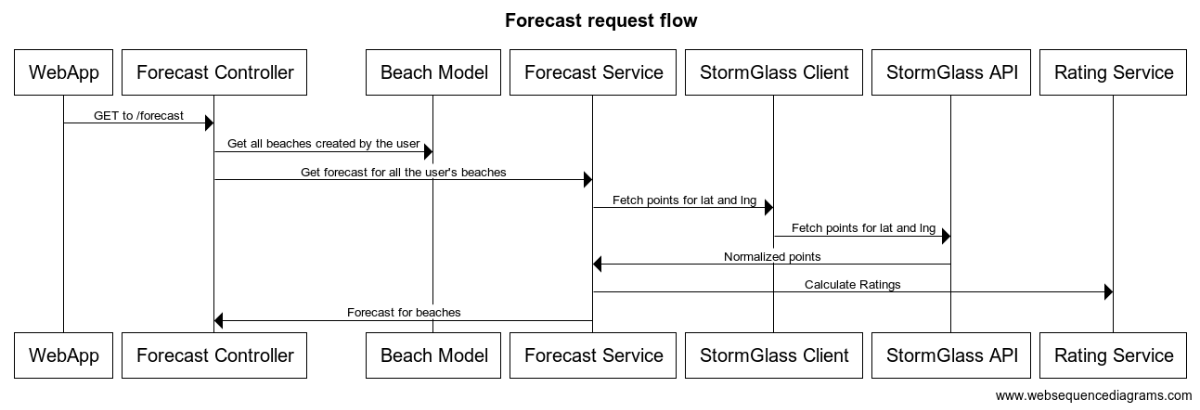 Forecast request flow
WebApp
Forecast Controller
Beach Model
Forecast Service
StormGlass Client
StormGlass API
Rating Service
GET to /forecast
Get all beaches created by the user
Get forecast for all the user's beaches
Fetch points for lat and lng
Fetch points for lat and lng
Normalized points
Calculate Ratings
Forecast for beaches
WebApp
Forecast Controller
Beach Model
Forecast Service
StormGlass Client
StormGlass API
Rating Service
www.websequencediagrams.com